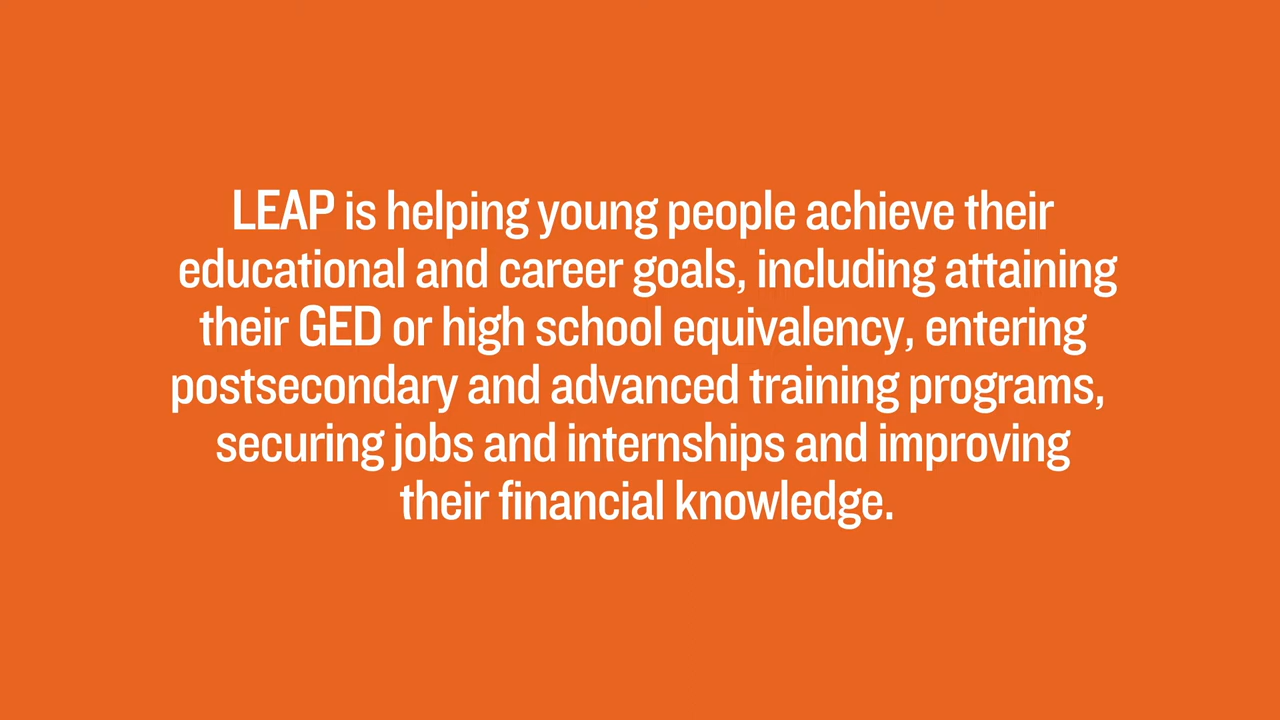 LEAP is helping young people achieve their
educational and career goals, including attaining
their GED or high school equivalency, entering
postsecondary and advanced training programs,
securing jobs and internships and improving
their financial knowledge.